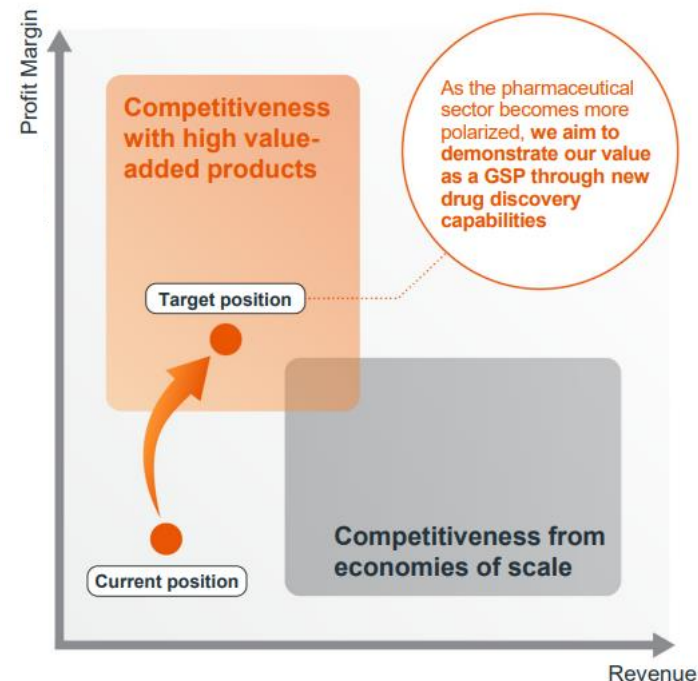 Profit Margin
Competitiveness
with high value-
added products
As the pharmaceutical
sector becomes more
polarized, we aim to
demonstrate our value
as a GSP through new
drug discovery
capabilities
Target position
Current position
Competitiveness from
economies of scale
Revenue